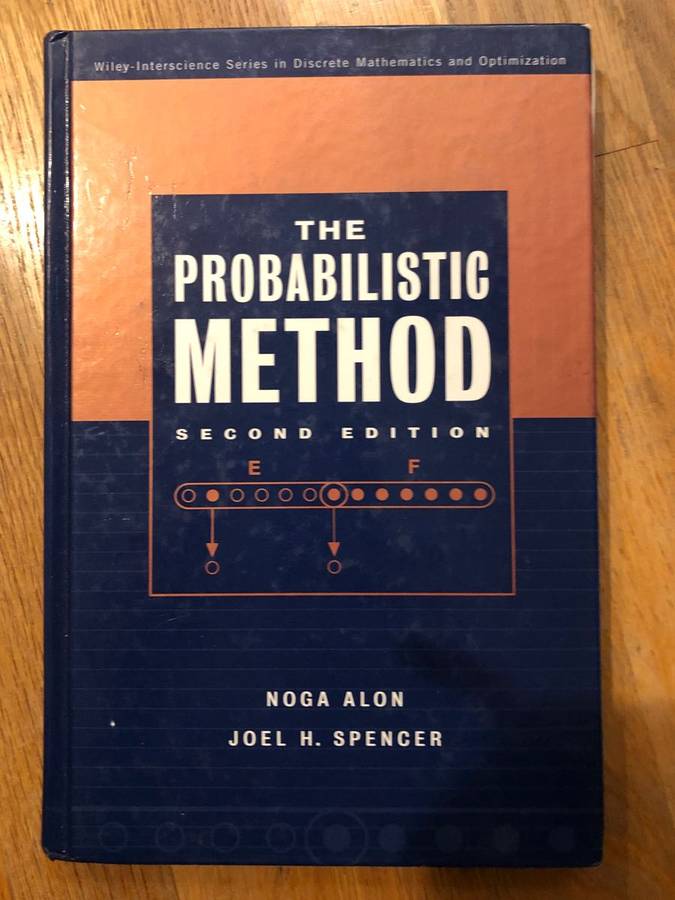 Wiley-Interscience Series in Discrete Mathematics and Optimization
THE
PROBABILISTIC
METHOD
SECOND EDITION
E F
NOGA ALON
JOEL H. SPENCER